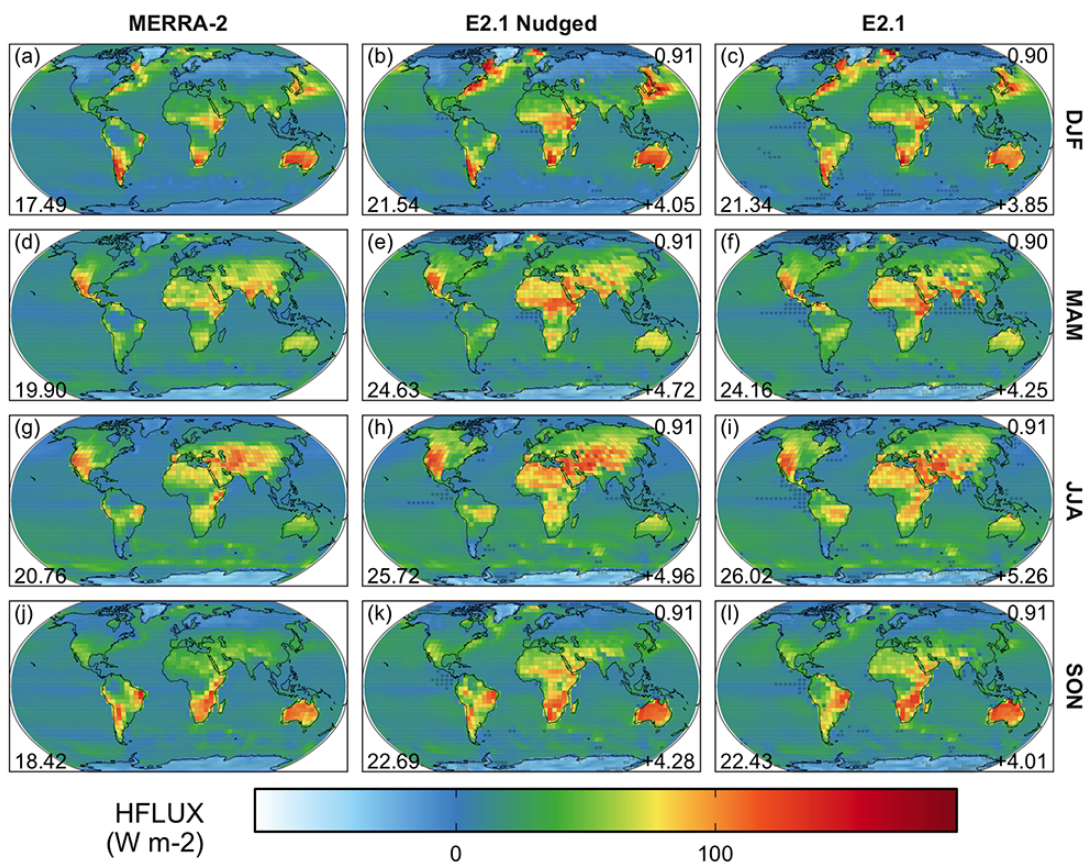 MERRA-2 E2.1 Nudged E2.1
(a) (b) 0.91 (c) 0.90
17.49 21.54 +4.05 21.34 +3.85
DJF
(d) (e) 0.91 (f) 0.90
19.90 24.63 +4.72 24.16 +4.25
MAM
(g) (h) 0.91 (i) 0.91
20.76 25.72 +4.96 26.02 +5.26
JJA
(j) (k) 0.91 (l) 0.91
18.42 22.69 +4.28 22.43 +4.01
SON
HFLUX
(W m-2)
0 100